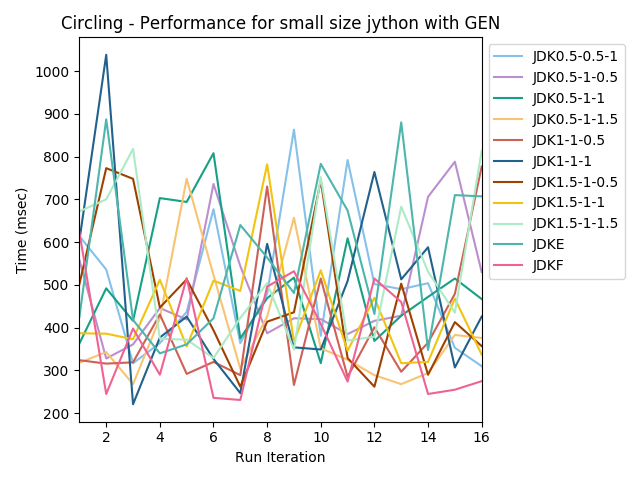 Circling - Performance for small size jython with GEN
Time (msec)
1000
900
800
700
600
500
400
300
200
2
4
6
8
10
12
14
16
Run Iteration
JDK0.5-0.5-1
JDK0.5-1-0.5
JDK0.5-1-1
JDK0.5-1-1.5
JDK1-1-0.5
JDK1-1-1
JDK1.5-1-0.5
JDK1.5-1-1
JDK1.5-1-1.5
JDKE
JDKF